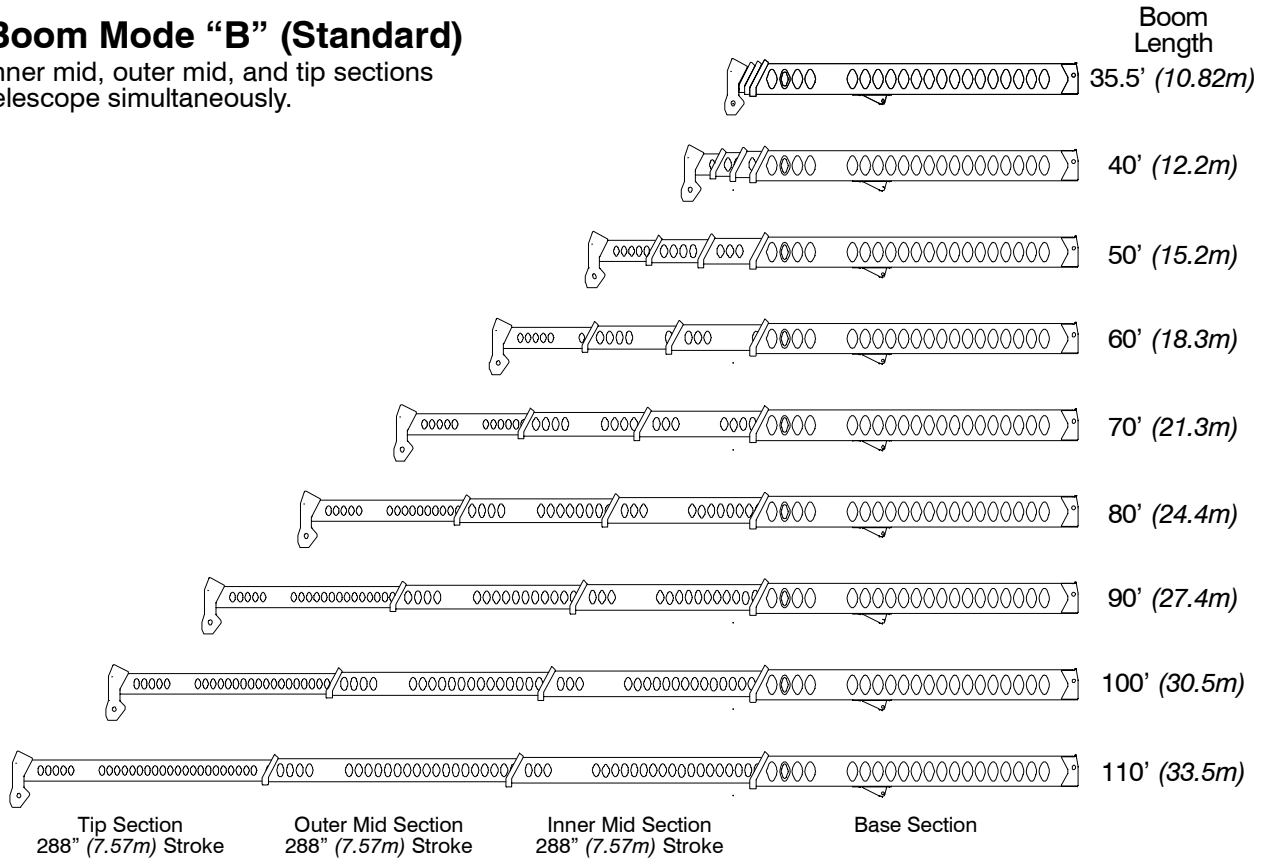 Boom Mode “B” (Standard)
nner mid, outer mid, and tip sections
elescope simultaneously.
Boom
Length
35.5’ (10.82m)
40’ (12.2m)
50’ (15.2m)
60’ (18.3m)
70’ (21.3m)
80’ (24.4m)
90’ (27.4m)
100’ (30.5m)
110’ (33.5m)
Tip Section
288” (7.57m) Stroke
Outer Mid Section
288” (7.57m) Stroke
Inner Mid Section
288” (7.57m) Stroke
Base Section